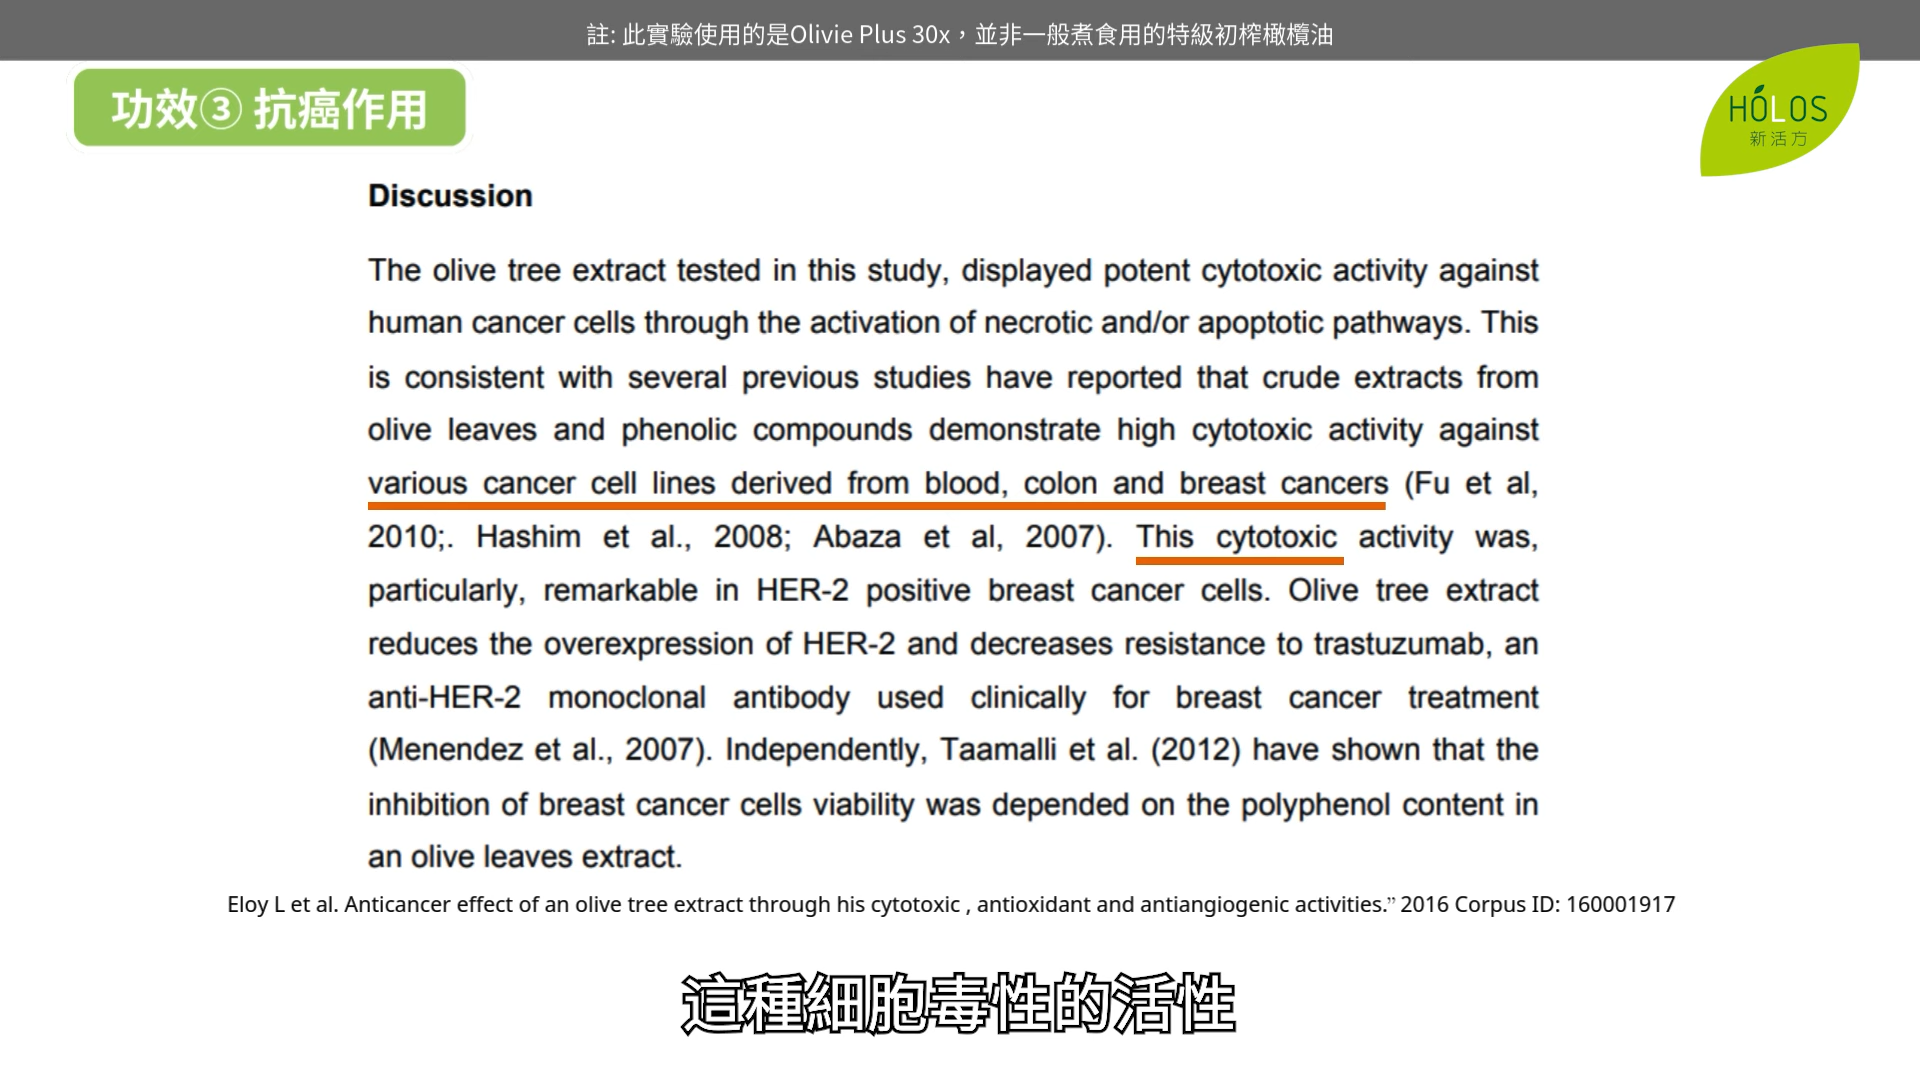 註: 此實驗使用的是Olivie Plus 30x，並非一般煮食用的特級初榨橄欖油
功效③ 抗癌作用
HOLOS
新活方
Discussion
The olive tree extract tested in this study, displayed potent cytotoxic activity against
human cancer cells through the activation of necrotic and/or apoptotic pathways. This
is consistent with several previous studies have reported that crude extracts from
olive leaves and phenolic compounds demonstrate high cytotoxic activity against
various cancer cell lines derived from blood, colon and breast cancers (Fu et al,
2010;. Hashim et al., 2008; Abaza et al, 2007). This cytotoxic activity was,
particularly, remarkable in HER-2 positive breast cancer cells. Olive tree extract
reduces the overexpression of HER-2 and decreases resistance to trastuzumab, an
anti-HER-2 monoclonal antibody used clinically for breast cancer treatment
(Menendez et al., 2007). Independently, Taamalli et al. (2012) have shown that the
inhibition of breast cancer cells viability was depended on the polyphenol content in
an olive leaves extract.
Eloy L et al. Anticancer effect of an olive tree extract through his cytotoxic , antioxidant and antiangiogenic activities.” 2016 Corpus ID: 160001917
這種細胞毒性的活性